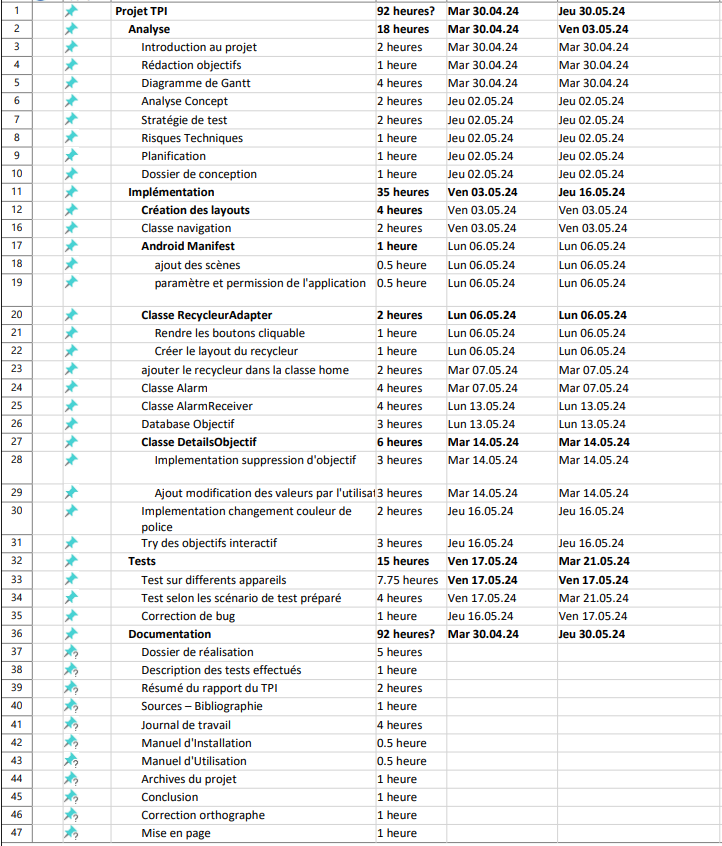 1 Projet TPI 92 heures? Mar 30.04.24 Jeu 30.05.24
2 Analyse 18 heures Mar 30.04.24 Ven 03.05.24
3 Introduction au projet 2 heures Mar 30.04.24 Mar 30.04.24
4 Rédaction objectifs 1 heure Mar 30.04.24 Mar 30.04.24
5 Diagramme de Gantt 4 heures Mar 30.04.24 Mar 30.04.24
6 Analyse Concept 2 heures Jeu 02.05.24 Jeu 02.05.24
7 Stratégie de test 2 heures Jeu 02.05.24 Jeu 02.05.24
8 Risques Techniques 1 heure Jeu 02.05.24 Jeu 02.05.24
9 Planification 1 heure Jeu 02.05.24 Jeu 02.05.24
10 Dossier de conception 1 heure Jeu 02.05.24 Jeu 02.05.24
11 Implémentation 35 heures Ven 03.05.24 Jeu 16.05.24
12 Création des layouts 4 heures Ven 03.05.24 Ven 03.05.24
16 Classe navigation 2 heures Ven 03.05.24 Ven 03.05.24
17 Android Manifest 1 heure Lun 06.05.24 Lun 06.05.24
18 ajout des scènes 0.5 heure Lun 06.05.24 Lun 06.05.24
19 paramètre et permission de l'application 0.5 heure Lun 06.05.24 Lun 06.05.24
20 Classe RecycleurAdapter 2 heures Lun 06.05.24 Lun 06.05.24
21 Rendre les boutons cliquable 1 heure Lun 06.05.24 Lun 06.05.24
22 Créer le layout du recycleur 1 heure Lun 06.05.24 Lun 06.05.24
23 ajouter le recycleur dans la classe home 2 heures Mar 07.05.24 Mar 07.05.24
24 Classe Alarm 4 heures Mar 07.05.24 Mar 07.05.24
25 Classe AlarmReceiver 4 heures Lun 13.05.24 Lun 13.05.24
26 Database Objectif 3 heures Lun 13.05.24 Lun 13.05.24
27 Classe DetailsObjectif 6 heures Mar 14.05.24 Mar 14.05.24
28 Implementation suppression d'objectif 3 heures Mar 14.05.24 Mar 14.05.24
29 Ajout modification des valeurs par l'utilisat 3 heures Mar 14.05.24 Mar 14.05.24
30 Implementation changement couleur de 2 heures Jeu 16.05.24 Jeu 16.05.24
police
31 Try des objectifs interactif 3 heures Jeu 16.05.24 Jeu 16.05.24
32 Tests 15 heures Ven 17.05.24 Mar 21.05.24
33 Test sur differents appareils 7.75 heures Ven 17.05.24 Ven 17.05.24
34 Test selon les scénario de test préparé 4 heures Ven 17.05.24 Mar 21.05.24
35 Correction de bug 1 heure Jeu 16.05.24 Ven 17.05.24
36 Documentation 92 heures? Mar 30.04.24 Jeu 30.05.24
37 Dossier de réalisation 5 heures
38 Description des tests effectués 1 heure
39 Résumé du rapport du TPI 2 heures
40 Sources – Bibliographie 1 heure
41 Journal de travail 4 heures
42 Manuel d'Installation 0.5 heure
43 Manuel d'Utilisation 0.5 heure
44 Archives du projet 1 heure
45 Conclusion 1 heure
46 Correction orthographe 1 heure
47 Mise en page 1 heure